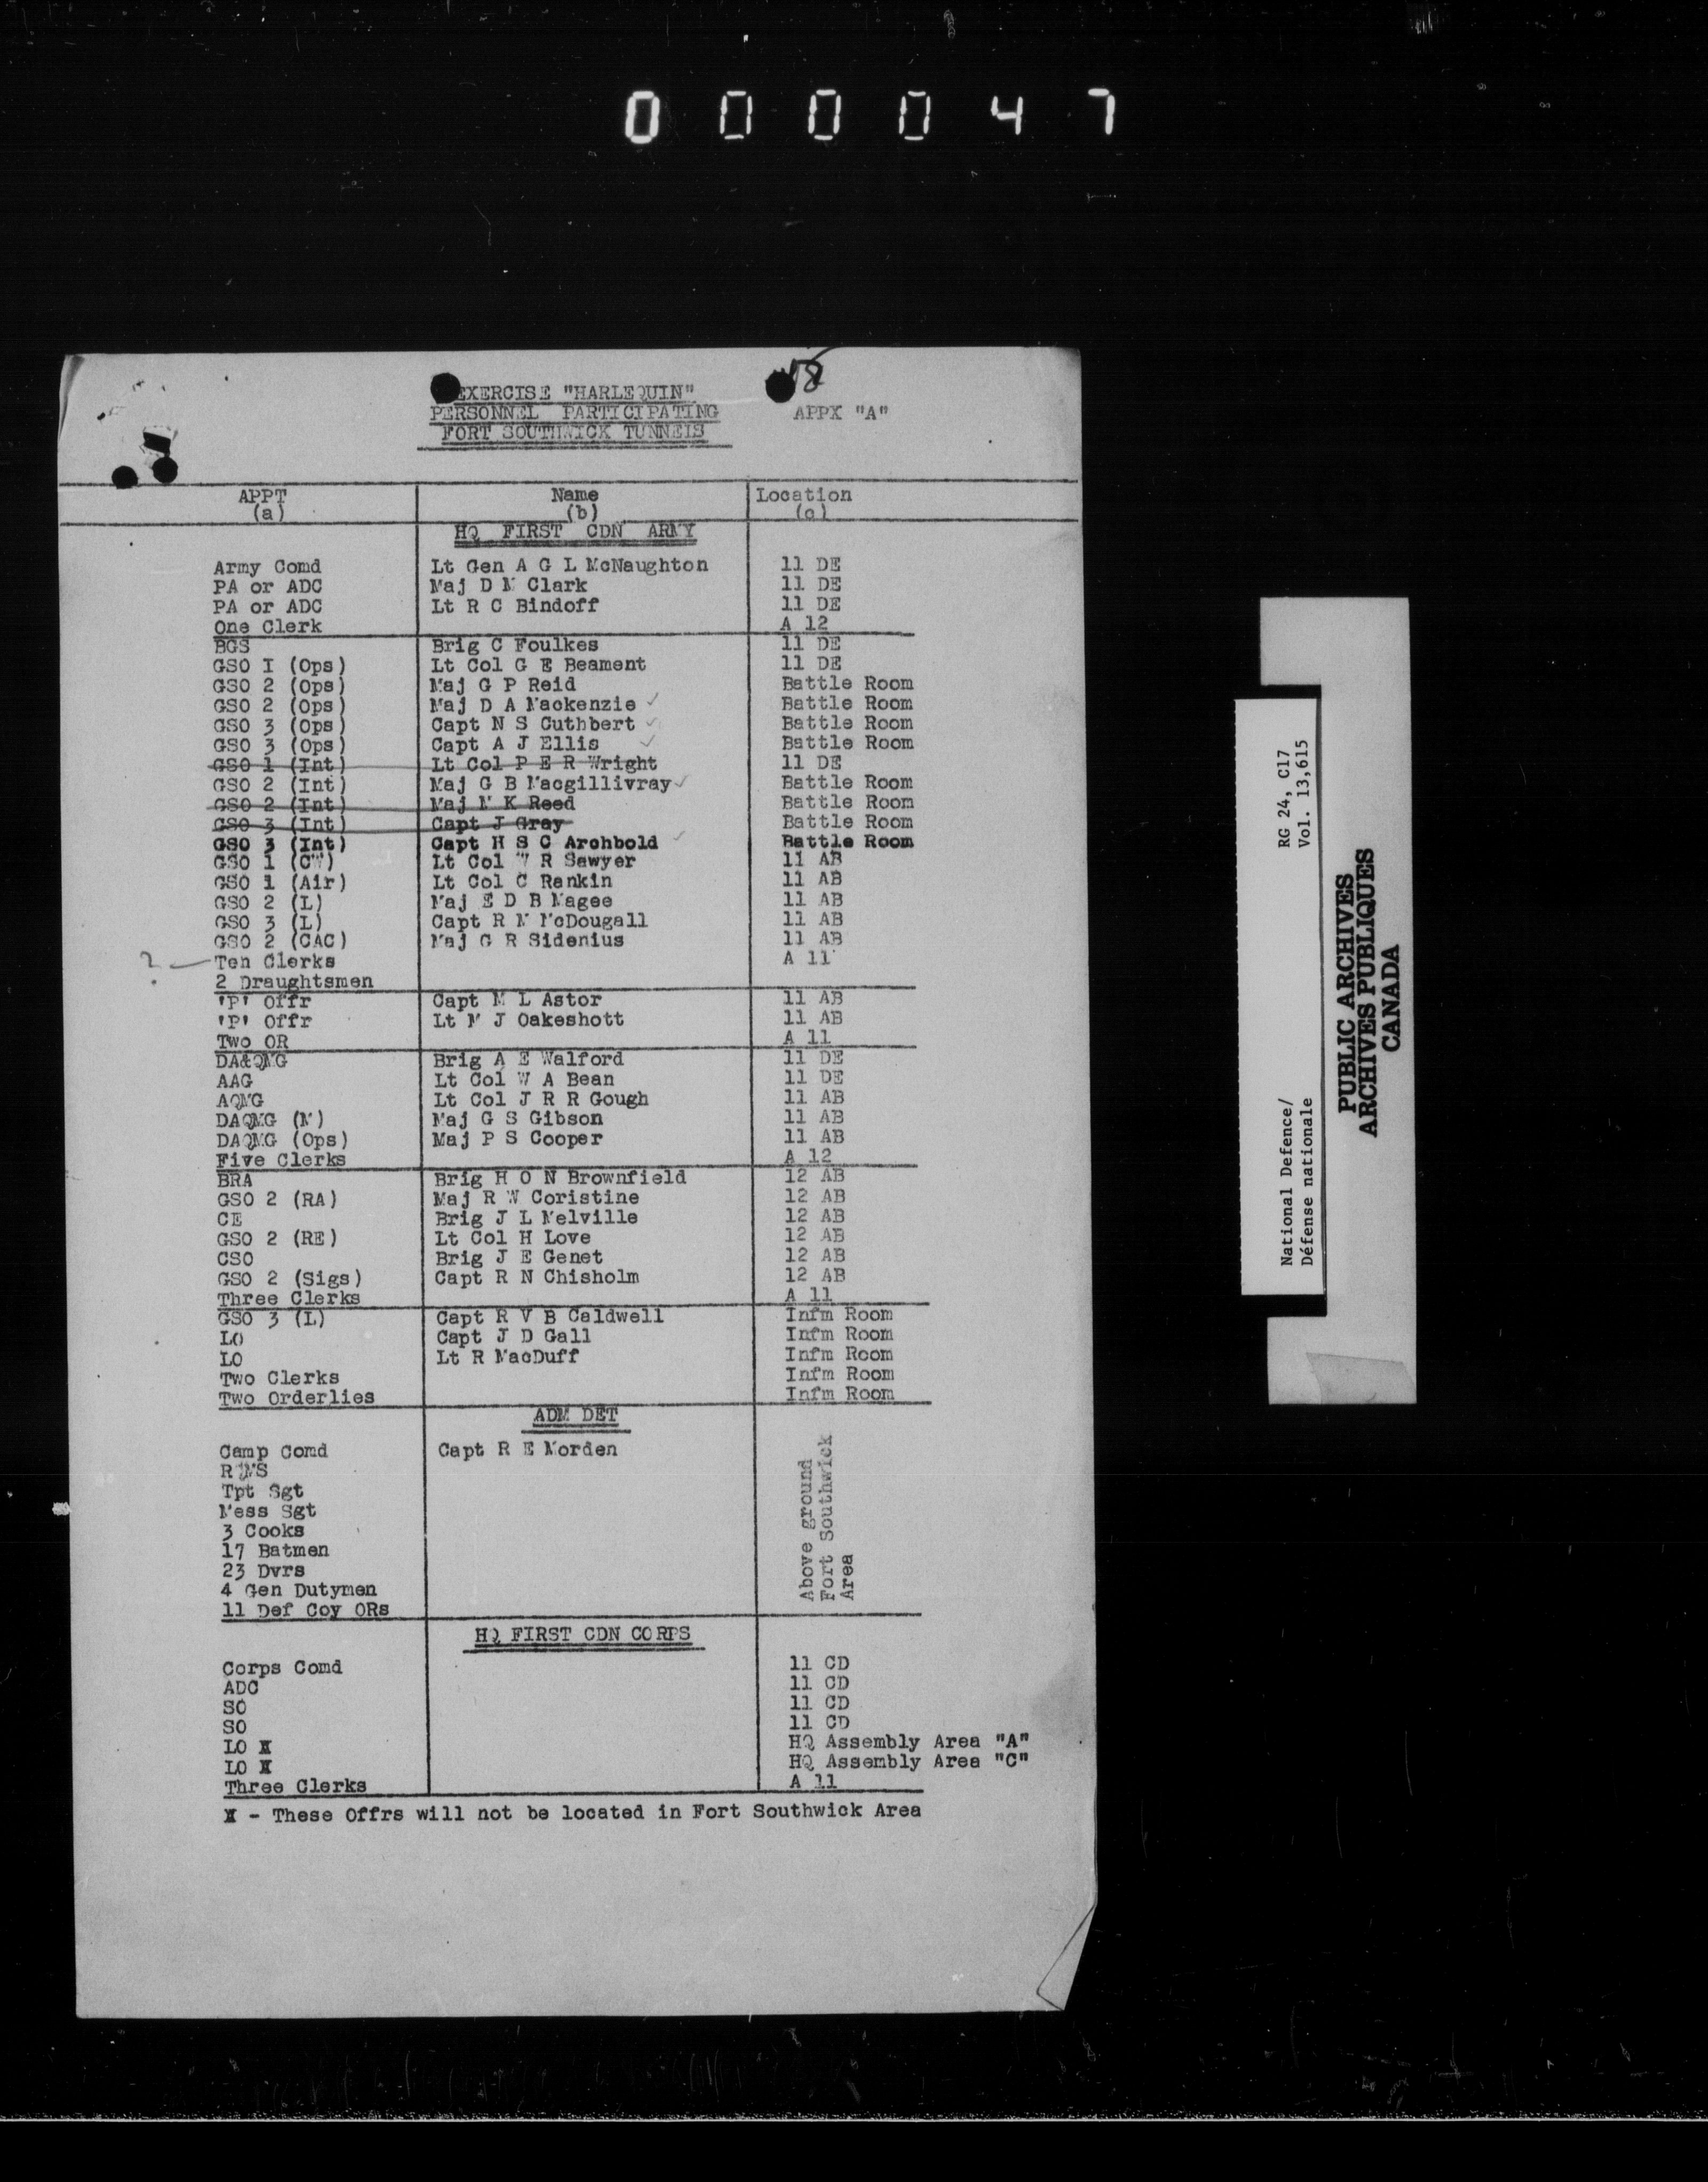 0 0 0 0 4 7
18
EXERCISE "HARLEQUIN"
PERSONNEL PARTICIPATING APPX "A"
FORT SOUTHWICK TUNNELS
APPT Name Location
(a) (b) (c)
HQ FIRST CDN ARMY
Army Comd Lt Gen A G L McNaughton 11 DE
PA or ADC Maj D M Clark 11 DE
PA or ADC Lt R C Bindoff 11 DE
One Clerk A 12
BGS Brig C Foulkes 11 DE
GSO I (Ops) Lt Col G E Beament 11 DE
GSO 2 (Ops) Maj G P Reid Battle Room
GSO 2 (Ops) Maj D A Mackenzie ✓ Battle Room
GSO 3 (Ops) Capt N S Cuthbert ✓ Battle Room
GSO 3 (Ops) Capt A J Ellis ✓ Battle Room
GSO 1 (Int) Lt Col P E R Wright 11 DE
GSO 2 (Int) Maj G B Macgillivray ✓ Battle Room
GSO 2 (Int) Maj M K Reed Battle Room
GSO 3 (Int) Capt J Gray Battle Room
GSO 3 (Int) Capt H S C Archbold ✓ Battle Room
GSO 1 (CW) Lt Col W R Sawyer 11 AB
GSO 1 (Air) Lt Col C Rankin 11 AB
GSO 2 (L) Maj E D B Magee 11 AB
GSO 3 (L) Capt R M McDougall 11 AB
GSO 2 (CAC) Maj G R Sidenius 11 AB
? Ten Clerks A 11
2 Draughtsmen
'P' Offr Capt M L Astor 11 AB
'P' Offr Lt M J Oakeshott 11 AB
Two OR A 11
DA&QMG Brig A E Walford 11 DE
AAG Lt Col W A Bean 11 DE
AQMG Lt Col J R R Gough 11 AB
DAQMG (M) Maj G S Gibson 11 AB
DAQMG (Ops) Maj P S Cooper 11 AB
Five Clerks A 12
BRA Brig H O N Brownfield 12 AB
GSO 2 (RA) Maj R W Coristine 12 AB
CE Brig J L Melville 12 AB
GSO 2 (RE) Lt Col H Love 12 AB
CSO Brig J E Genet 12 AB
GSO 2 (Sigs) Capt R N Chisholm 12 AB
Three Clerks A 11
GSO 3 (L) Capt R V B Caldwell Infm Room
LO Capt J D Gall Infm Room
LO Lt R MacDuff Infm Room
Two Clerks Infm Room
Two Orderlies Infm Room
ADM DET
Camp Comd Capt R E Morden
RQMS
Tpt Sgt
Mess Sgt
3 Cooks
17 Batmen
23 Dvrs
4 Gen Dutymen
11 Def Coy ORs
Above ground
Fort Southwick
Area
HQ FIRST CDN CORPS
Corps Comd 11 CD
ADC 11 CD
SO 11 CD
SO 11 CD
LO X HQ Assembly Area "A"
LO X HQ Assembly Area "C"
Three Clerks A 11
X - These Offrs will not be located in Fort Southwick Area
National Defence/ RG 24, C17
Défense nationale Vol. 13,615
PUBLIC ARCHIVES
ARCHIVES PUBLIQUES
CANADA